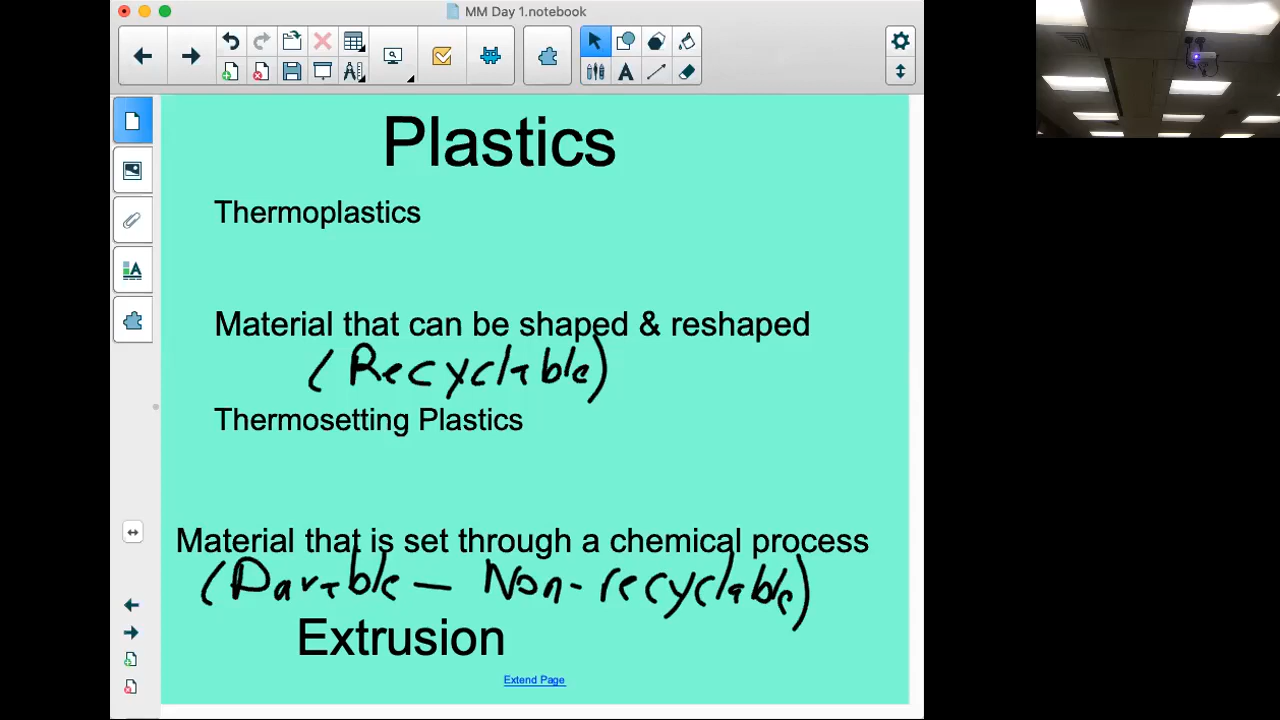 MM Day 1.notebook
Plastics
Thermoplastics
Material that can be shaped & reshaped
(Recyclable)
Thermosetting Plastics
Material that is set through a chemical process
(Durable - Non-recyclable)
Extrusion
Extend Page